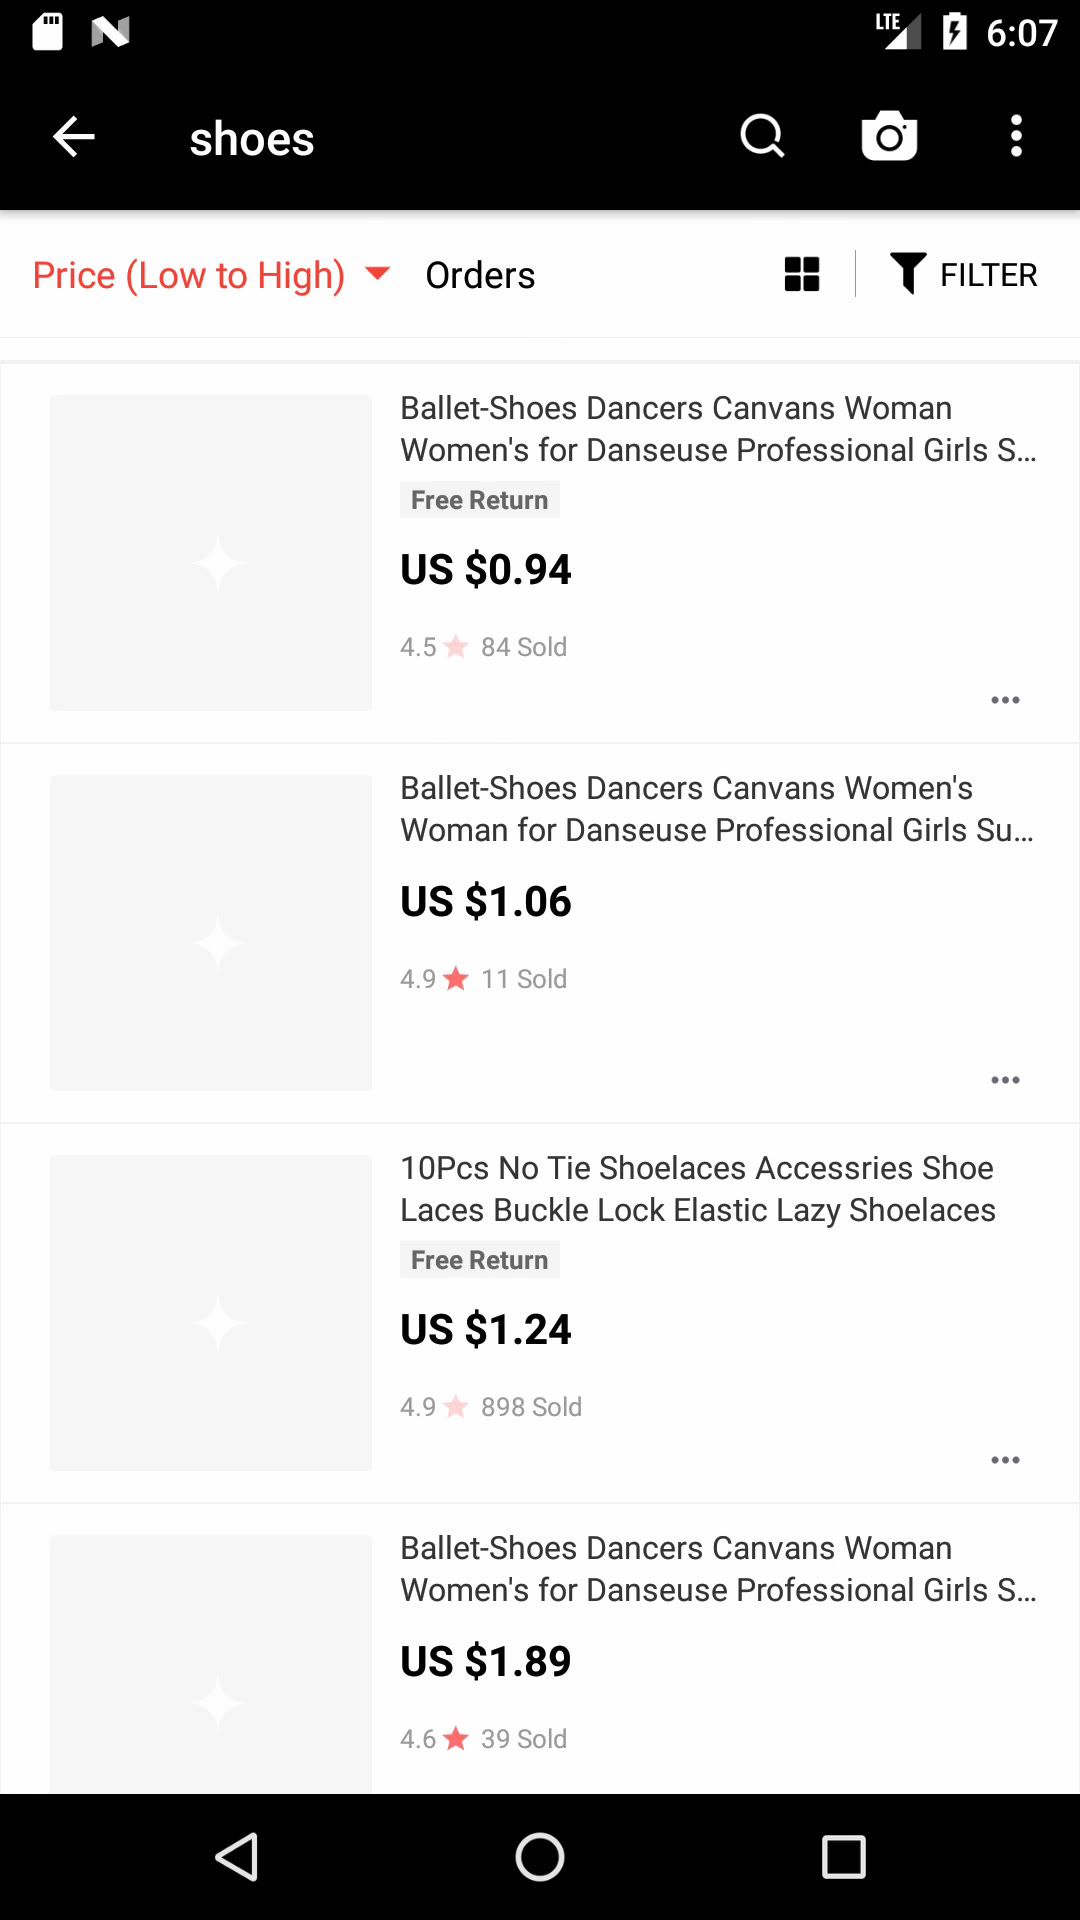 LTE 6:07
shoes
Price (Low to High) Orders FILTER
Ballet-Shoes Dancers Canvans Woman
Women's for Danseuse Professional Girls S...
Free Return
US $0.94
4.5 84 Sold
Ballet-Shoes Dancers Canvans Women's
Woman for Danseuse Professional Girls Su...
US $1.06
4.9 11 Sold
10Pcs No Tie Shoelaces Accessries Shoe
Laces Buckle Lock Elastic Lazy Shoelaces
Free Return
US $1.24
4.9 898 Sold
Ballet-Shoes Dancers Canvans Woman
Women's for Danseuse Professional Girls S...
US $1.89
4.6 39 Sold